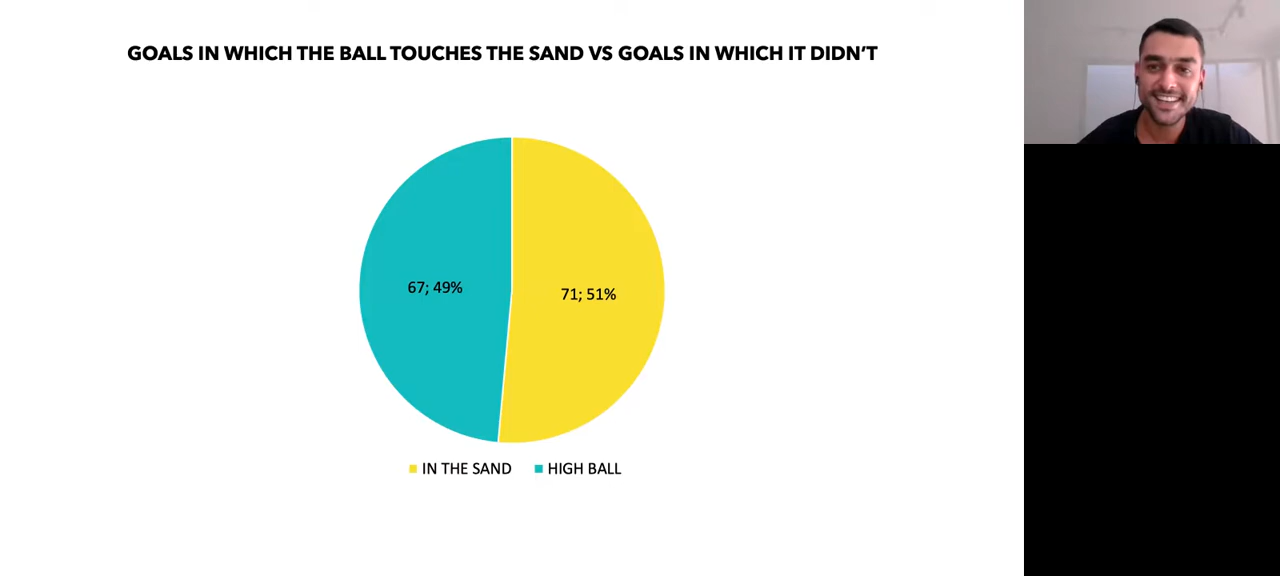 GOALS IN WHICH THE BALL TOUCHES THE SAND VS GOALS IN WHICH IT DIDN’T
67; 49%
71; 51%
IN THE SAND
HIGH BALL